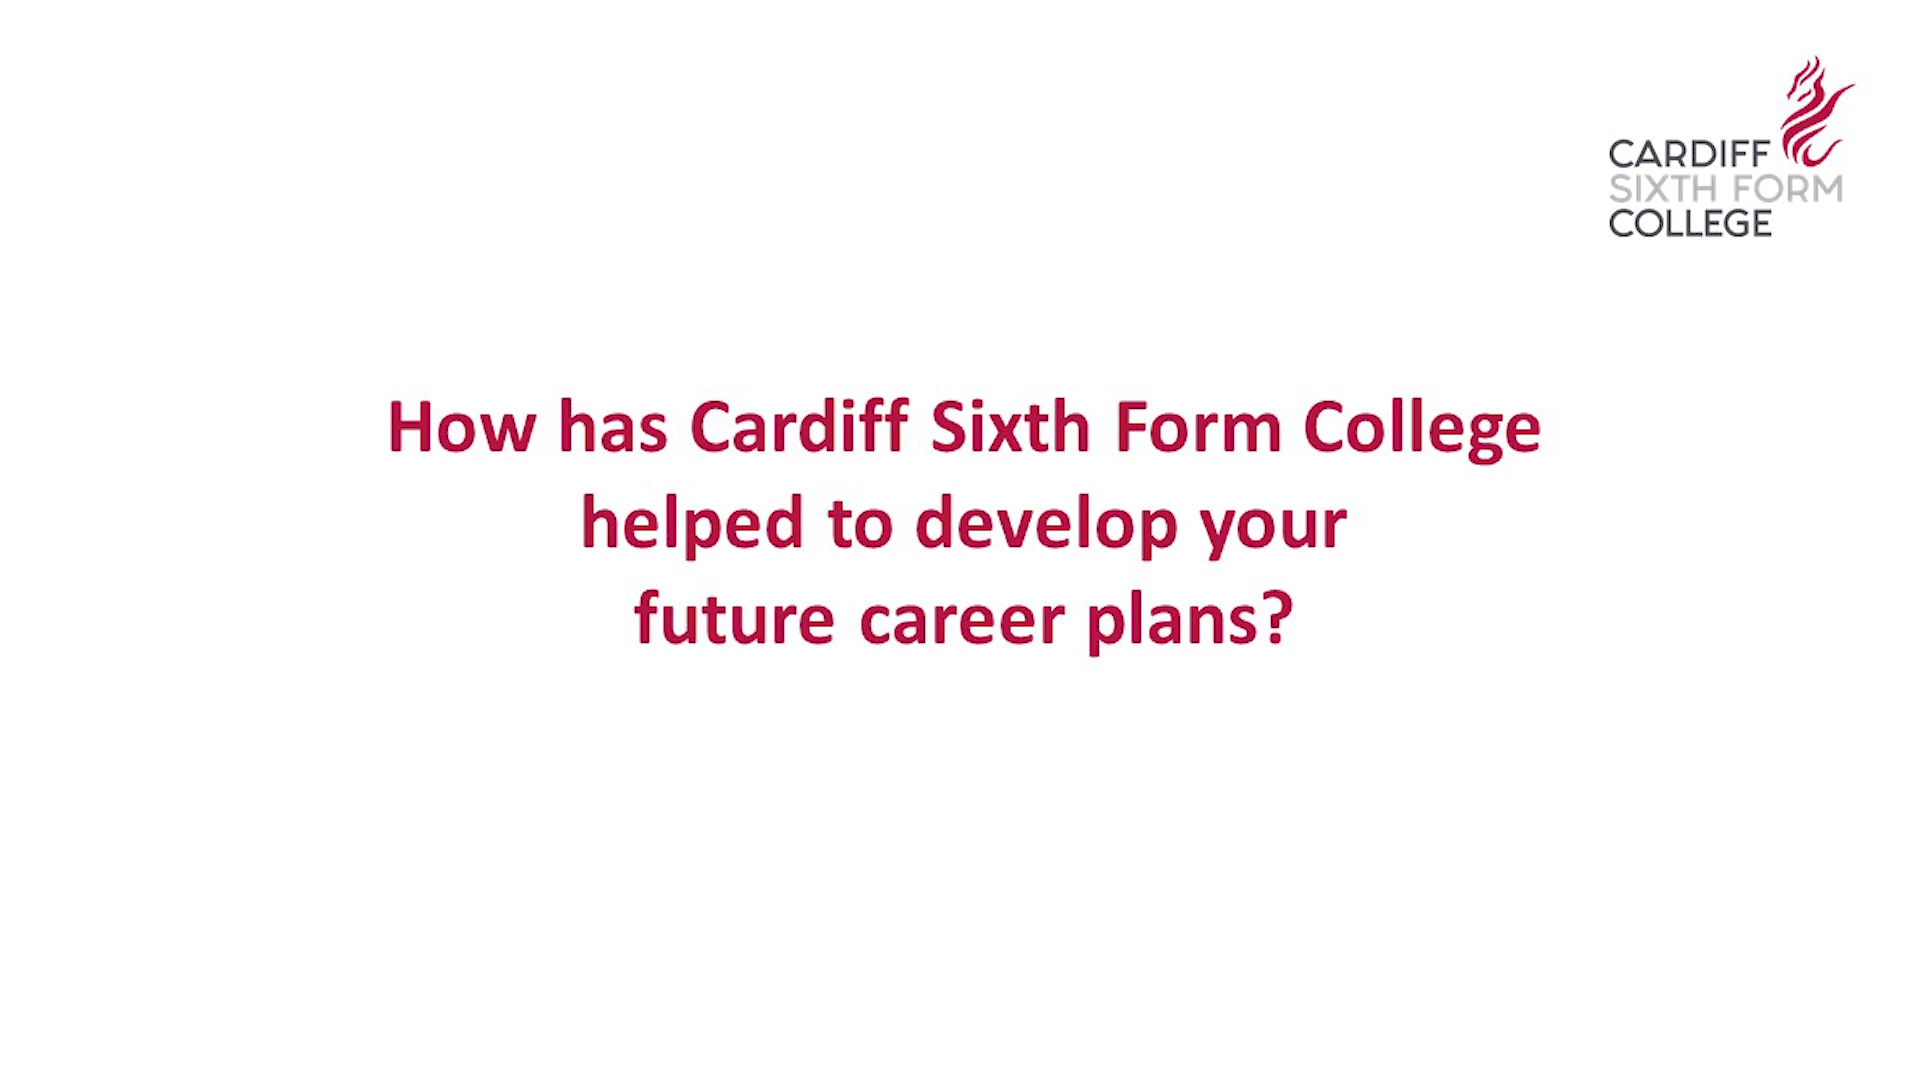 CARDIFF
SIXTH FORM
COLLEGE
How has Cardiff Sixth Form College
helped to develop your
future career plans?